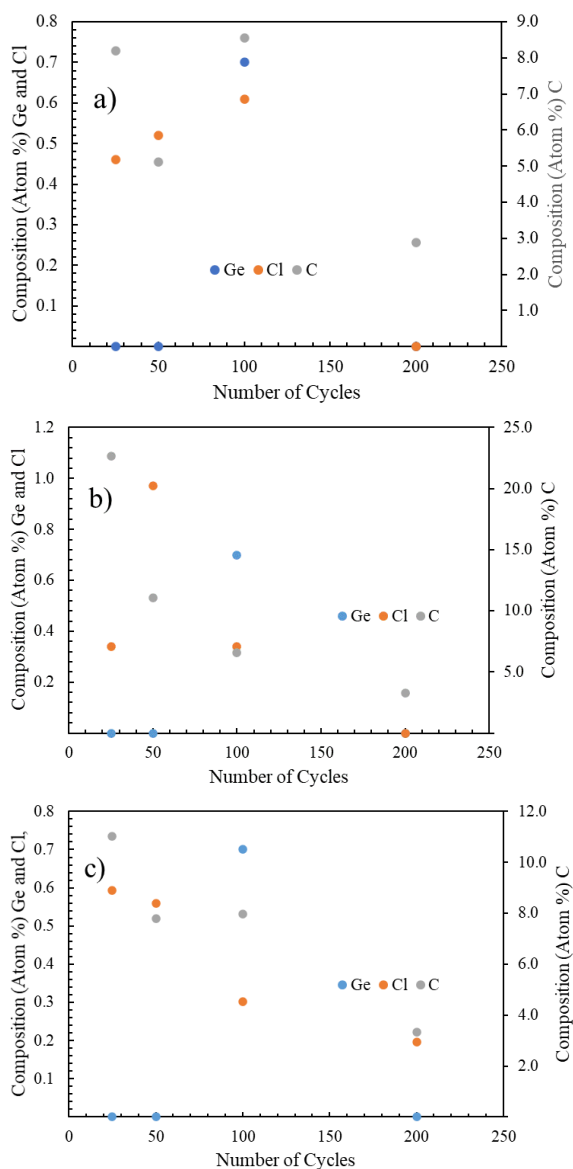 a)
Composition (Atom %) Ge and Cl
0.8
0.7
0.6
0.5
0.4
0.3
0.2
0.1
Composition (Atom %) C
9.0
8.0
7.0
6.0
5.0
4.0
3.0
2.0
1.0
Ge Cl C
0 50 100 150 200 250
Number of Cycles
b)
Composition (Atom %) Ge and Cl
1.2
1.0
0.8
0.6
0.4
0.2
Composition (Atom %) C
25.0
20.0
15.0
10.0
5.0
Ge Cl C
0 50 100 150 200 250
Number of Cycles
c)
Composition (Atom %) Ge and Cl,
0.8
0.7
0.6
0.5
0.4
0.3
0.2
0.1
Composition (Atom %) C
12.0
10.0
8.0
6.0
4.0
2.0
Ge Cl C
0 50 100 150 200 250
Number of Cycles